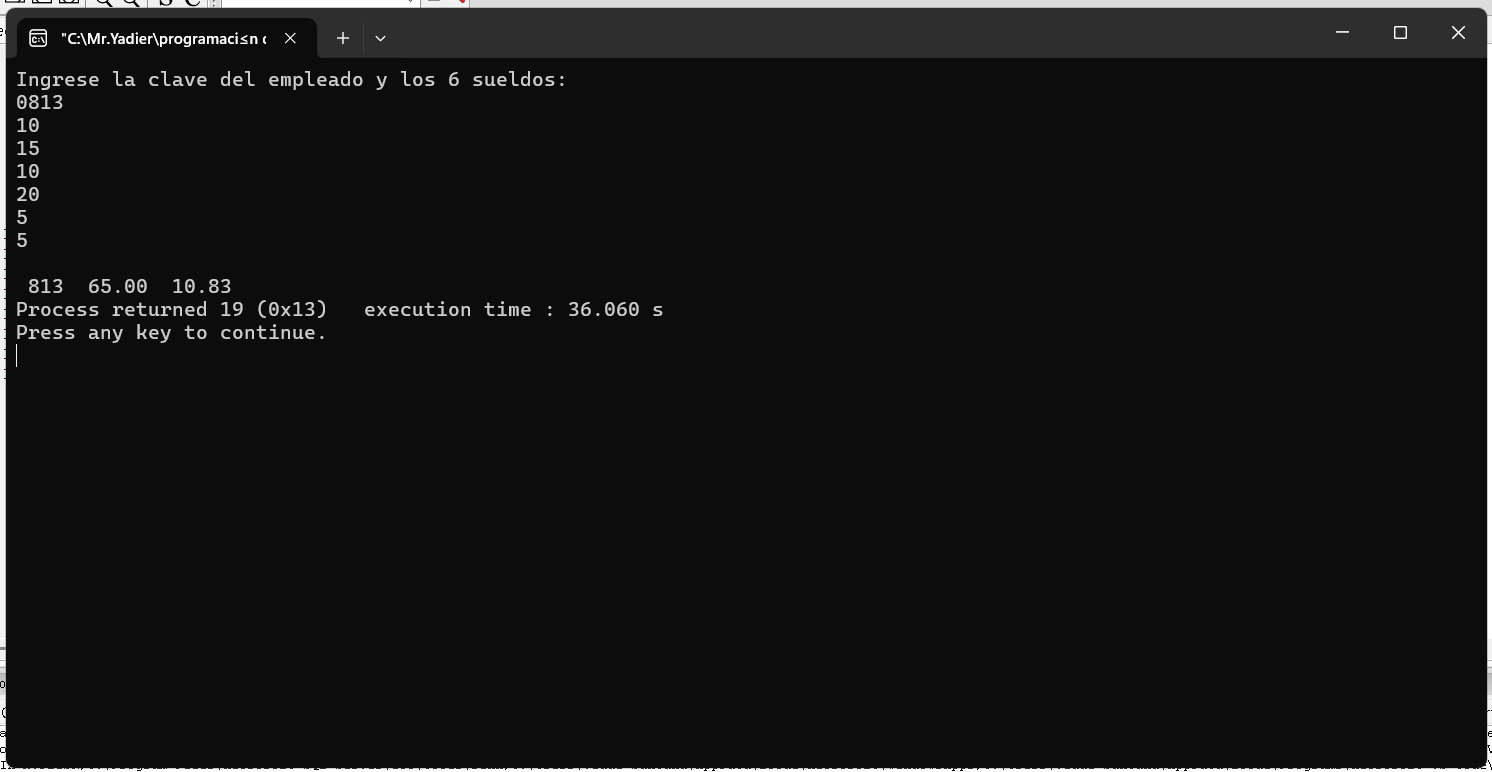 "C:\Mr.Yadier\programaci≤n
Ingrese la clave del empleado y los 6 sueldos:
0813
10
15
10
20
5
5
813 65.00 10.83
Process returned 19 (0x13) execution time : 36.060 s
Press any key to continue.